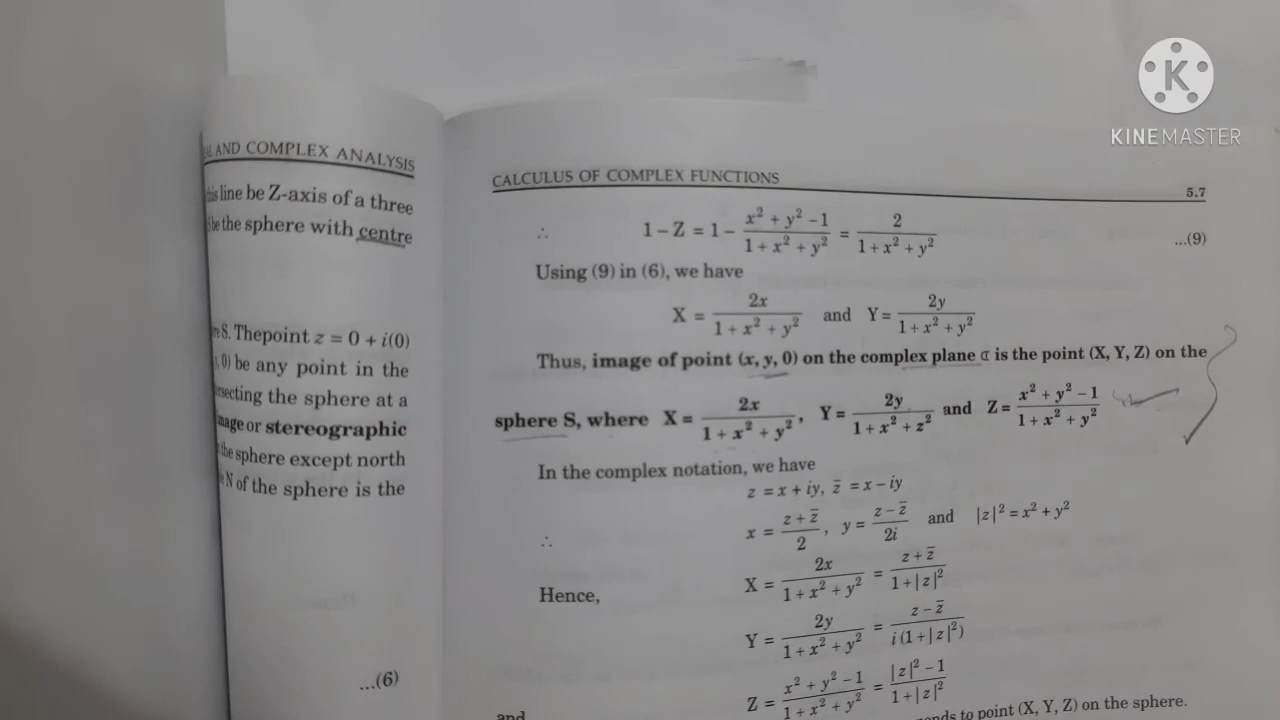 KINEMASTER
AL AND COMPLEX ANALYSIS
this line be Z-axis of a three
be the sphere with centre
S. Thepoint z = 0 + i(0)
, 0) be any point in the
rsecting the sphere at a
image or stereographic
the sphere except north
N of the sphere is the
...(6)
CALCULUS OF COMPLEX FUNCTIONS 5.7
∴ 1 – Z = 1 – (x² + y² – 1)/(1 + x² + y²) = 2/(1 + x² + y²) ...(9)
Using (9) in (6), we have
X = 2x/(1 + x² + y²) and Y = 2y/(1 + x² + y²)
Thus, image of point (x, y, 0) on the complex plane ℂ is the point (X, Y, Z) on the
sphere S, where X = 2x/(1 + x² + y²), Y = 2y/(1 + x² + z²) and Z = (x² + y² – 1)/(1 + x² + y²)
In the complex notation, we have
z = x + iy, z̄ = x – iy
∴ x = (z + z̄)/2, y = (z – z̄)/2i and |z|² = x² + y²
Hence, X = 2x/(1 + x² + y²) = (z + z̄)/(1 + |z|²)
Y = 2y/(1 + x² + y²) = (z – z̄)/(i (1 + |z|²))
and Z = (x² + y² – 1)/(1 + x² + y²) = (|z|² – 1)/(1 + |z|²)
to point (X, Y, Z) on the sphere.